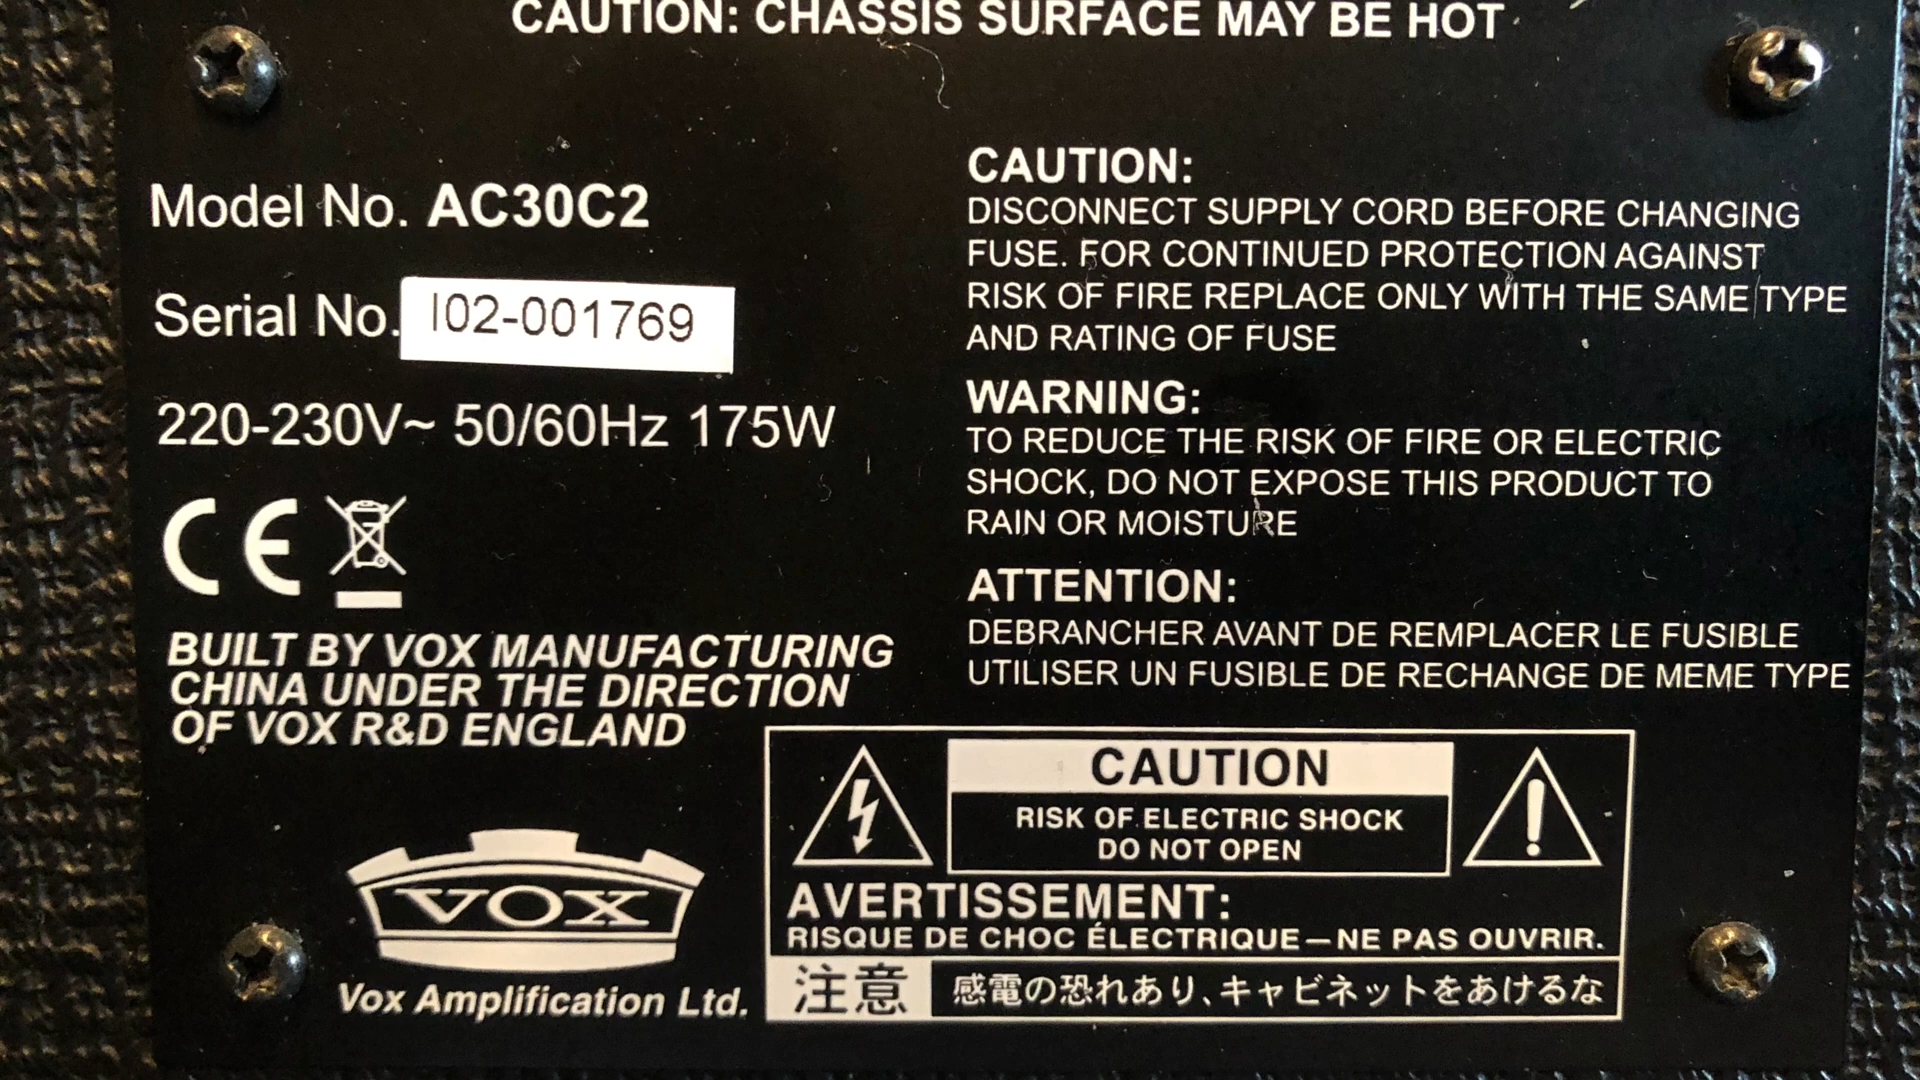 CAUTION: CHASSIS SURFACE MAY BE HOT
Model No. AC30C2
Serial No. I02-001769
220-230V~ 50/60Hz 175W
CE
BUILT BY VOX MANUFACTURING
CHINA UNDER THE DIRECTION
OF VOX R&D ENGLAND
VOX
Vox Amplification Ltd.
CAUTION:
DISCONNECT SUPPLY CORD BEFORE CHANGING
FUSE. FOR CONTINUED PROTECTION AGAINST
RISK OF FIRE REPLACE ONLY WITH THE SAME TYPE
AND RATING OF FUSE
WARNING:
TO REDUCE THE RISK OF FIRE OR ELECTRIC
SHOCK, DO NOT EXPOSE THIS PRODUCT TO
RAIN OR MOISTURE
ATTENTION:
DEBRANCHER AVANT DE REMPLACER LE FUSIBLE
UTILISER UN FUSIBLE DE RECHANGE DE MEME TYPE
CAUTION
RISK OF ELECTRIC SHOCK
DO NOT OPEN
AVERTISSEMENT:
RISQUE DE CHOC ÉLECTRIQUE—NE PAS OUVRIR.
注意 感電の恐れあり、キャビネットをあけるな